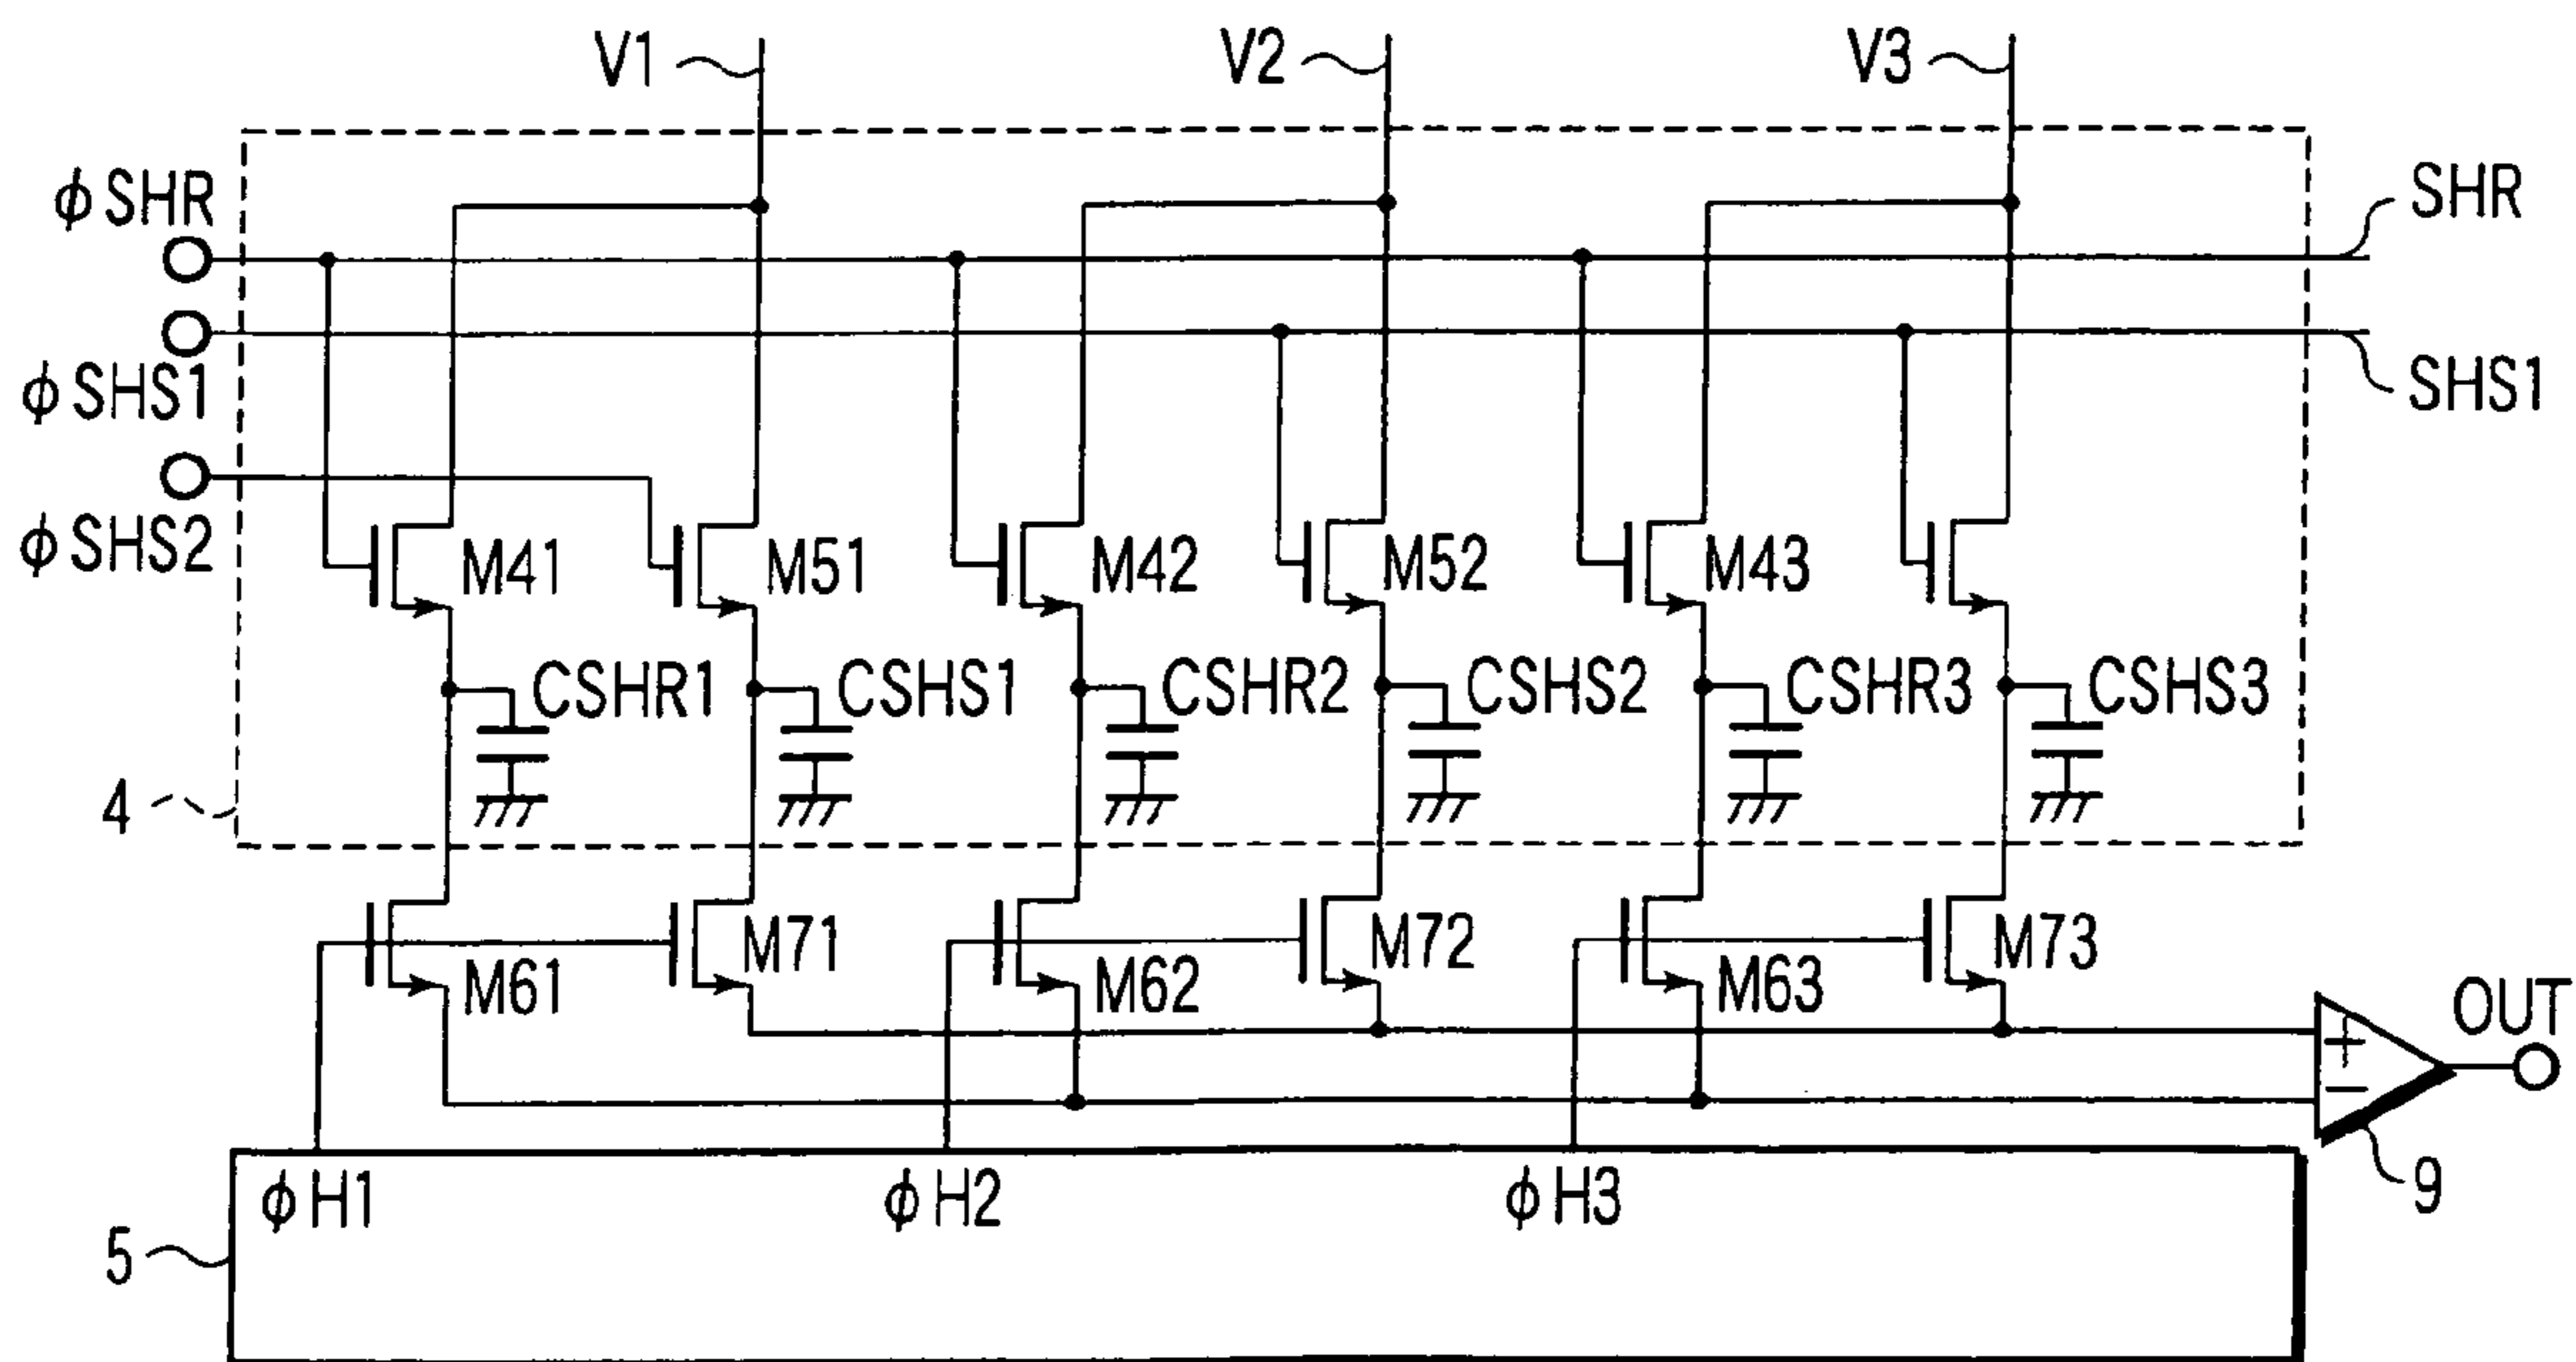 V1 V2 V3
φSHR SHR
φSHS1 SHS1
φSHS2
M41 M51 M42 M52 M43
CSHR1 CSHS1 CSHR2 CSHS2 CSHR3 CSHS3
4
M61 M71 M62 M72 M63 M73
+
−
OUT
φH1 φH2 φH3
9
5